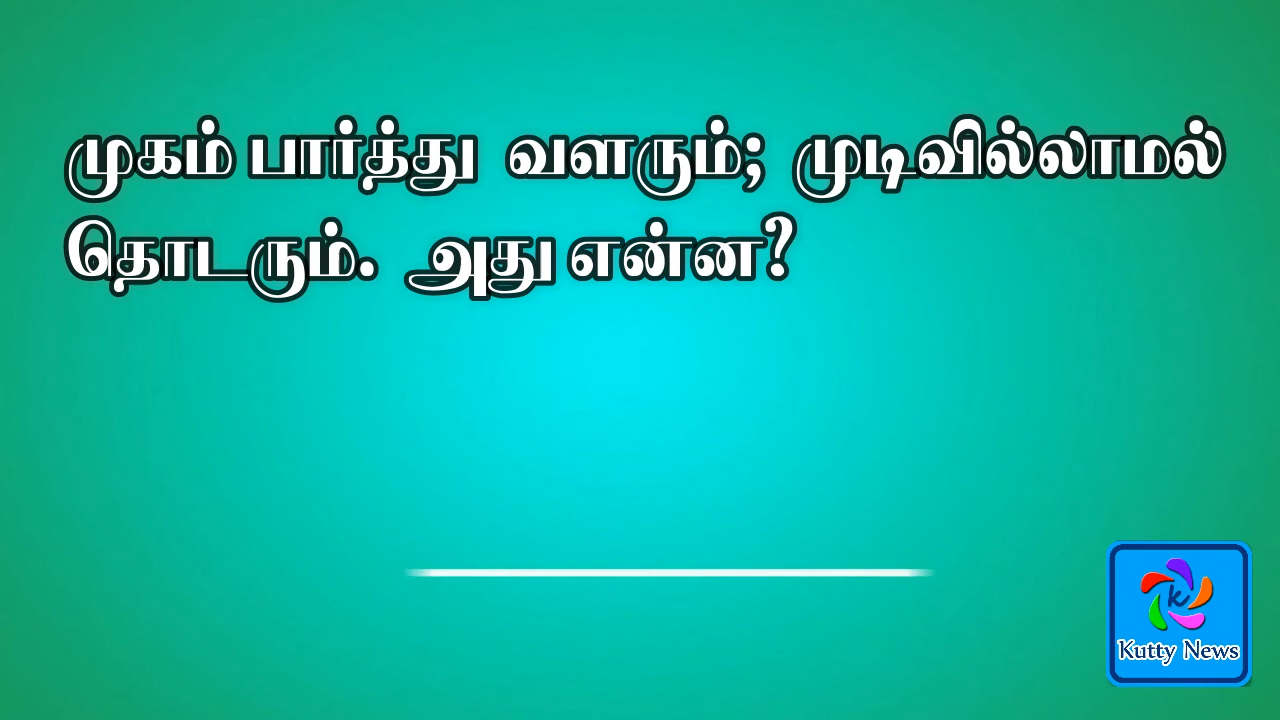 முகம் பார்த்து வளரும்; முடிவில்லாமல்
தொடரும். அது என்ன?
k
Kutty News